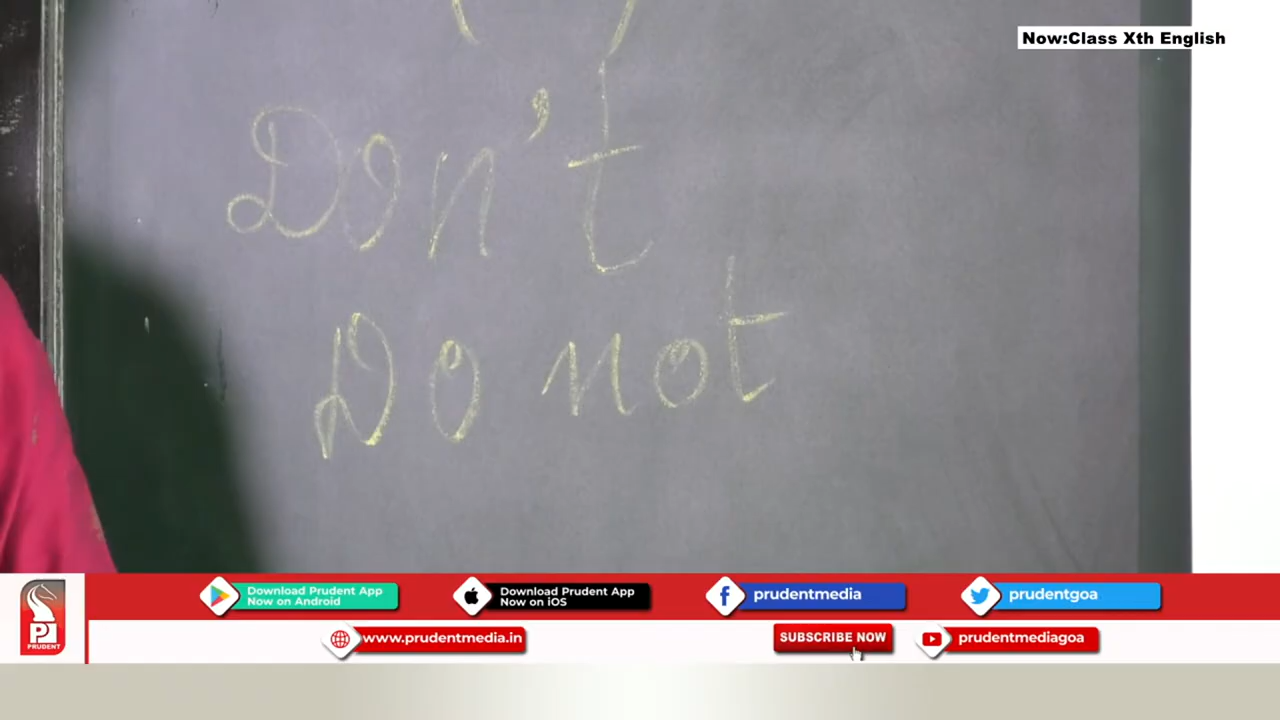 Now:Class Xth English
Don't
Do not
Download Prudent App
Now on Android
Download Prudent App
Now on iOS
prudentmedia
prudentgoa
PRUDENT
www.prudentmedia.in
SUBSCRIBE NOW
prudentmediagoa